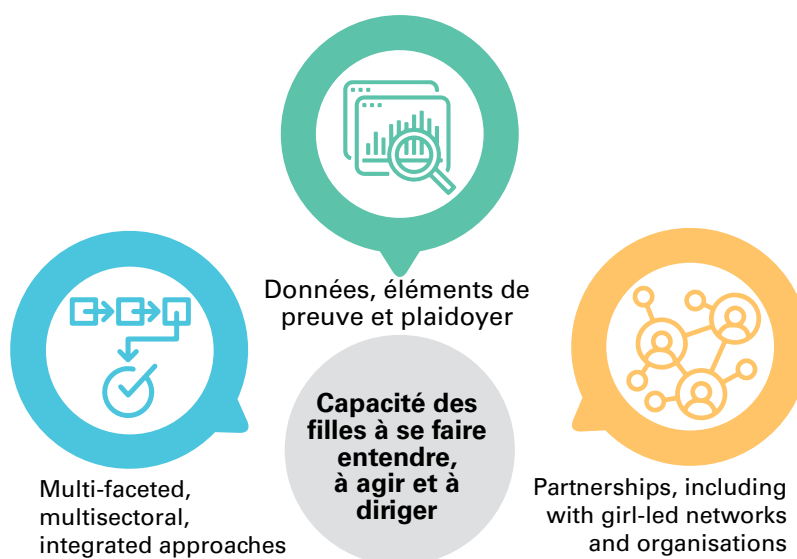 Données, éléments de
preuve et plaidoyer
Capacité des
filles à se faire
entendre,
à agir et à
diriger
Multi-faceted,
multisectoral,
integrated approaches
Partnerships, including
with girl-led networks
and organisations